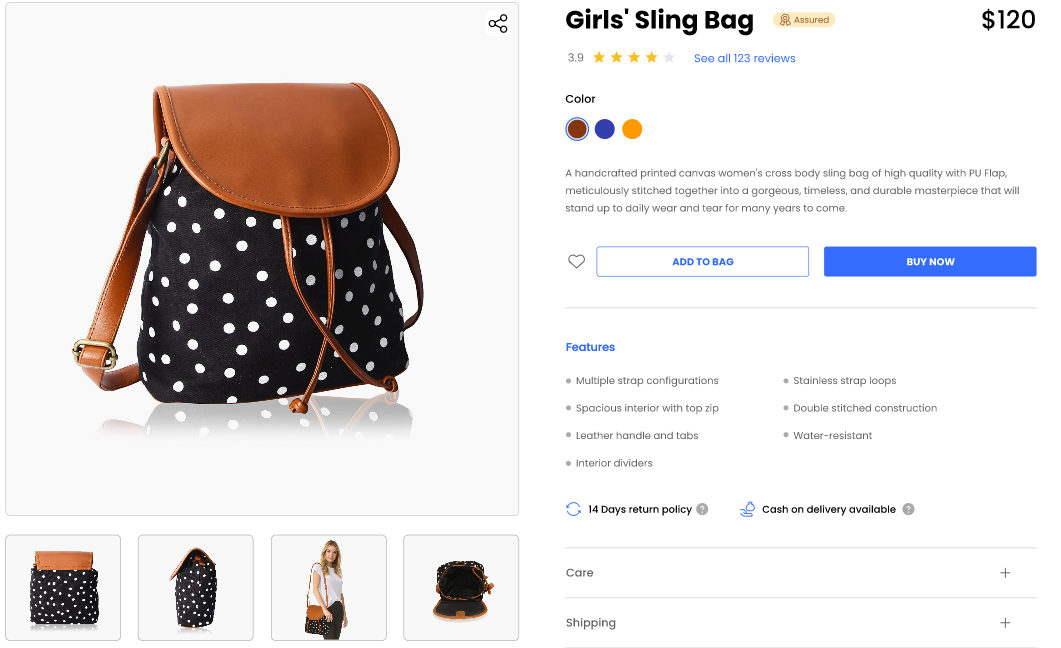 Girls' Sling Bag
Assured
$120
3.9
See all 123 reviews
Color
A handcrafted printed canvas women's cross body sling bag of high quality with PU Flap,
meticulously stitched together into a gorgeous, timeless, and durable masterpiece that will
stand up to daily wear and tear for many years to come.
ADD TO BAG
BUY NOW
Features
Multiple strap configurations
Stainless strap loops
Spacious interior with top zip
Double stitched construction
Leather handle and tabs
Water-resistant
Interior dividers
14 Days return policy ?
Cash on delivery available ?
Care +
Shipping +